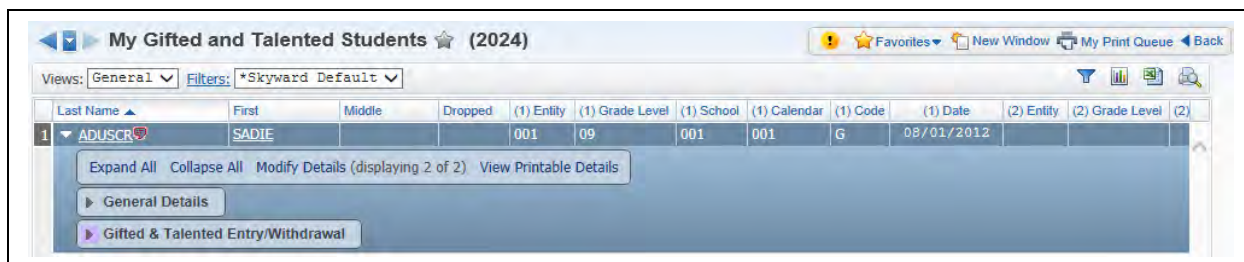 My Gifted and Talented Students (2024) Favorites New Window My Print Queue Back
Views: General Filters: *Skyward Default
Last Name First Middle Dropped (1) Entity (1) Grade Level (1) School (1) Calendar (1) Code (1) Date (2) Entity (2) Grade Level (2)
1 ADUSCR SADIE 001 09 001 001 G 08/01/2012
Expand All Collapse All Modify Details (displaying 2 of 2) View Printable Details
General Details
Gifted & Talented Entry/Withdrawal